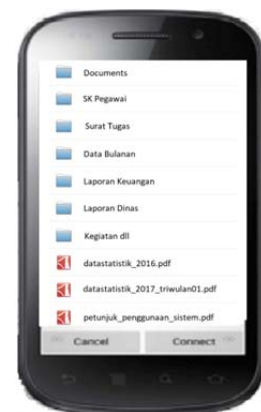 Documents
SK Pegawai
Surat Tugas
Data Bulanan
Laporan Keuangan
Laporan Dinas
Kegiatan dll
datastatistik_2016.pdf
datastatistik_2017_triwulan01.pdf
petunjuk_penggunaan_sistem.pdf
Cancel
Connect